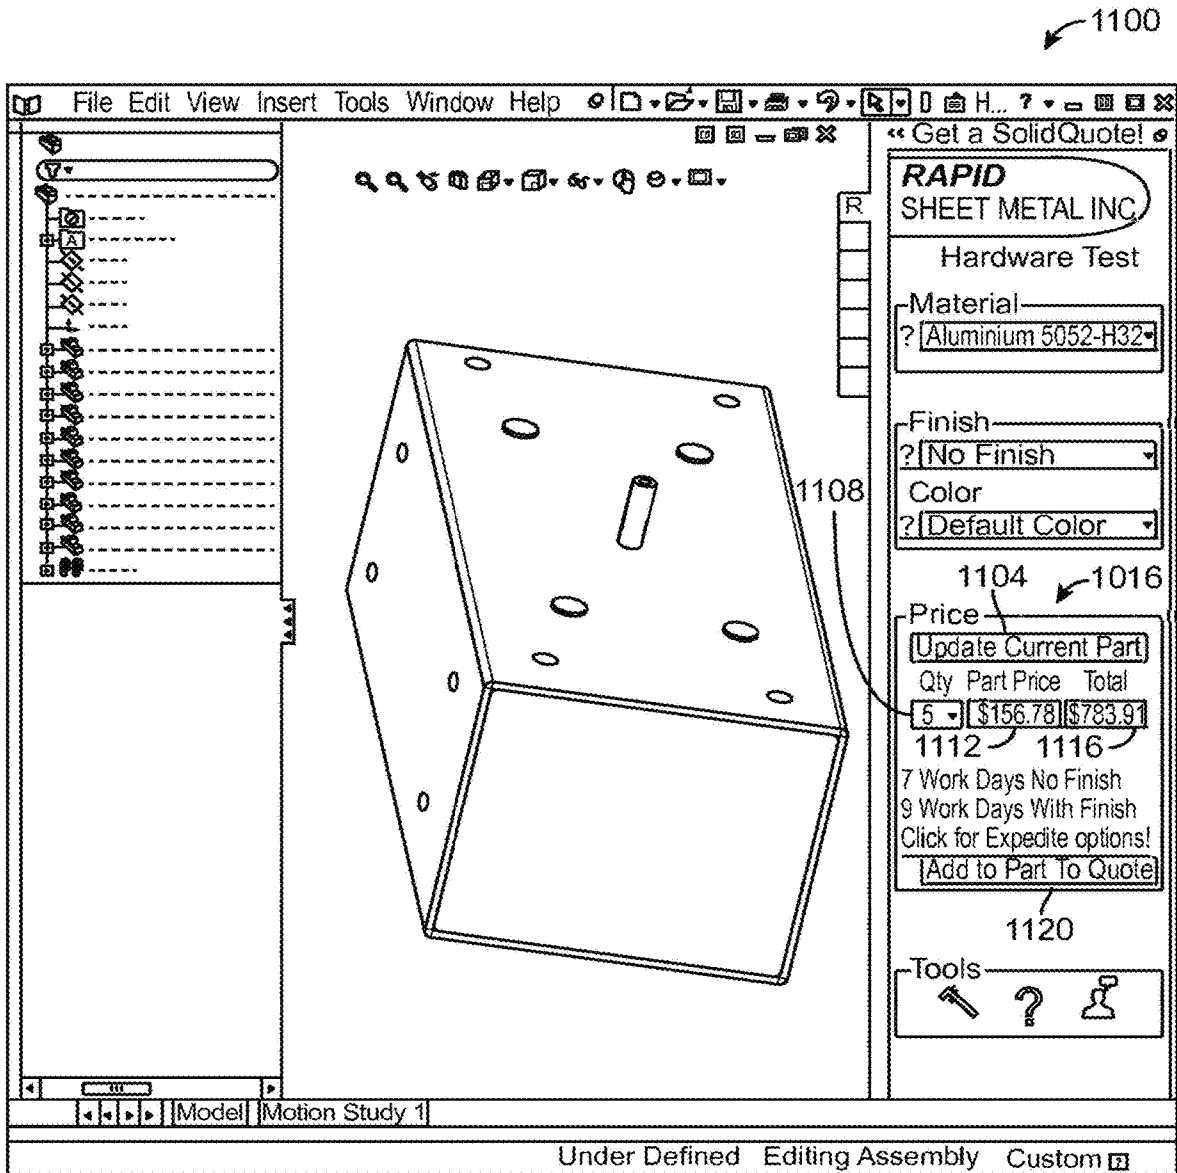 1100
File Edit View Insert Tools Window Help H... ?
<< Get a SolidQuote!
RAPID
SHEET METAL INC
R
Hardware Test
Material
? Aluminium 5052-H32
Finish
? No Finish
Color
? Default Color
1108
1104 1016
Price
Update Current Part
Qty Part Price Total
5 $156.78 $783.91
1112 1116
7 Work Days No Finish
9 Work Days With Finish
Click for Expedite options!
Add to Part To Quote
1120
Tools
?
A
Model Motion Study 1
Under Defined Editing Assembly Custom